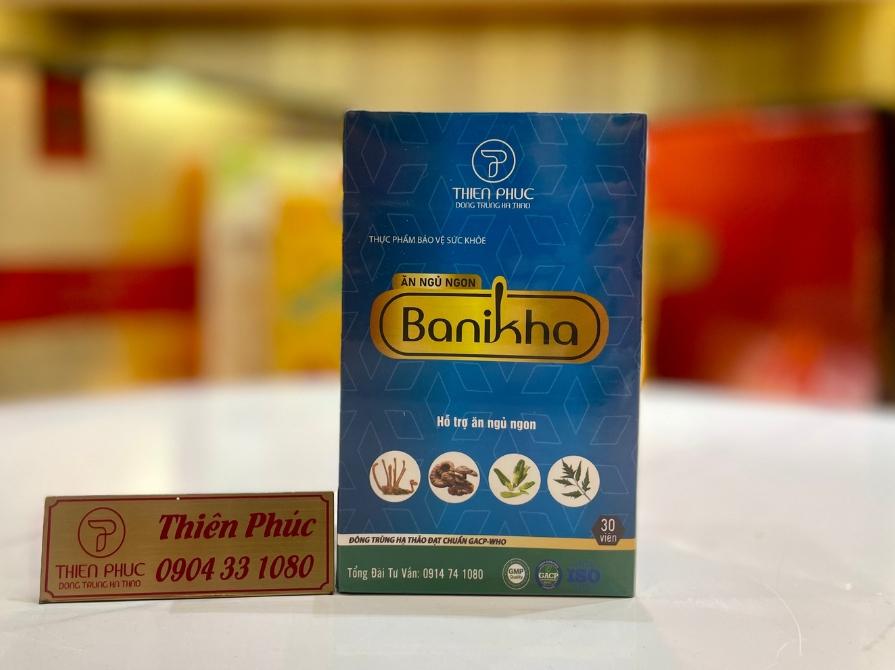 THIEN PHUC
DONG TRUNG HA THAO
THỰC PHẨM BẢO VỆ SỨC KHỎE
ĂN NGỦ NGON
Banikha
Hỗ trợ ăn ngủ ngon
30
viên
ĐÔNG TRÙNG HẠ THẢO ĐẠT CHUẨN GACP-WHO
Tổng Đài Tư Vấn: 0914 74 1080
GMP
Quality
GACP
ISO
Thiên Phúc
0904 33 1080
THIEN PHUC
DONG TRUNG HA THAO